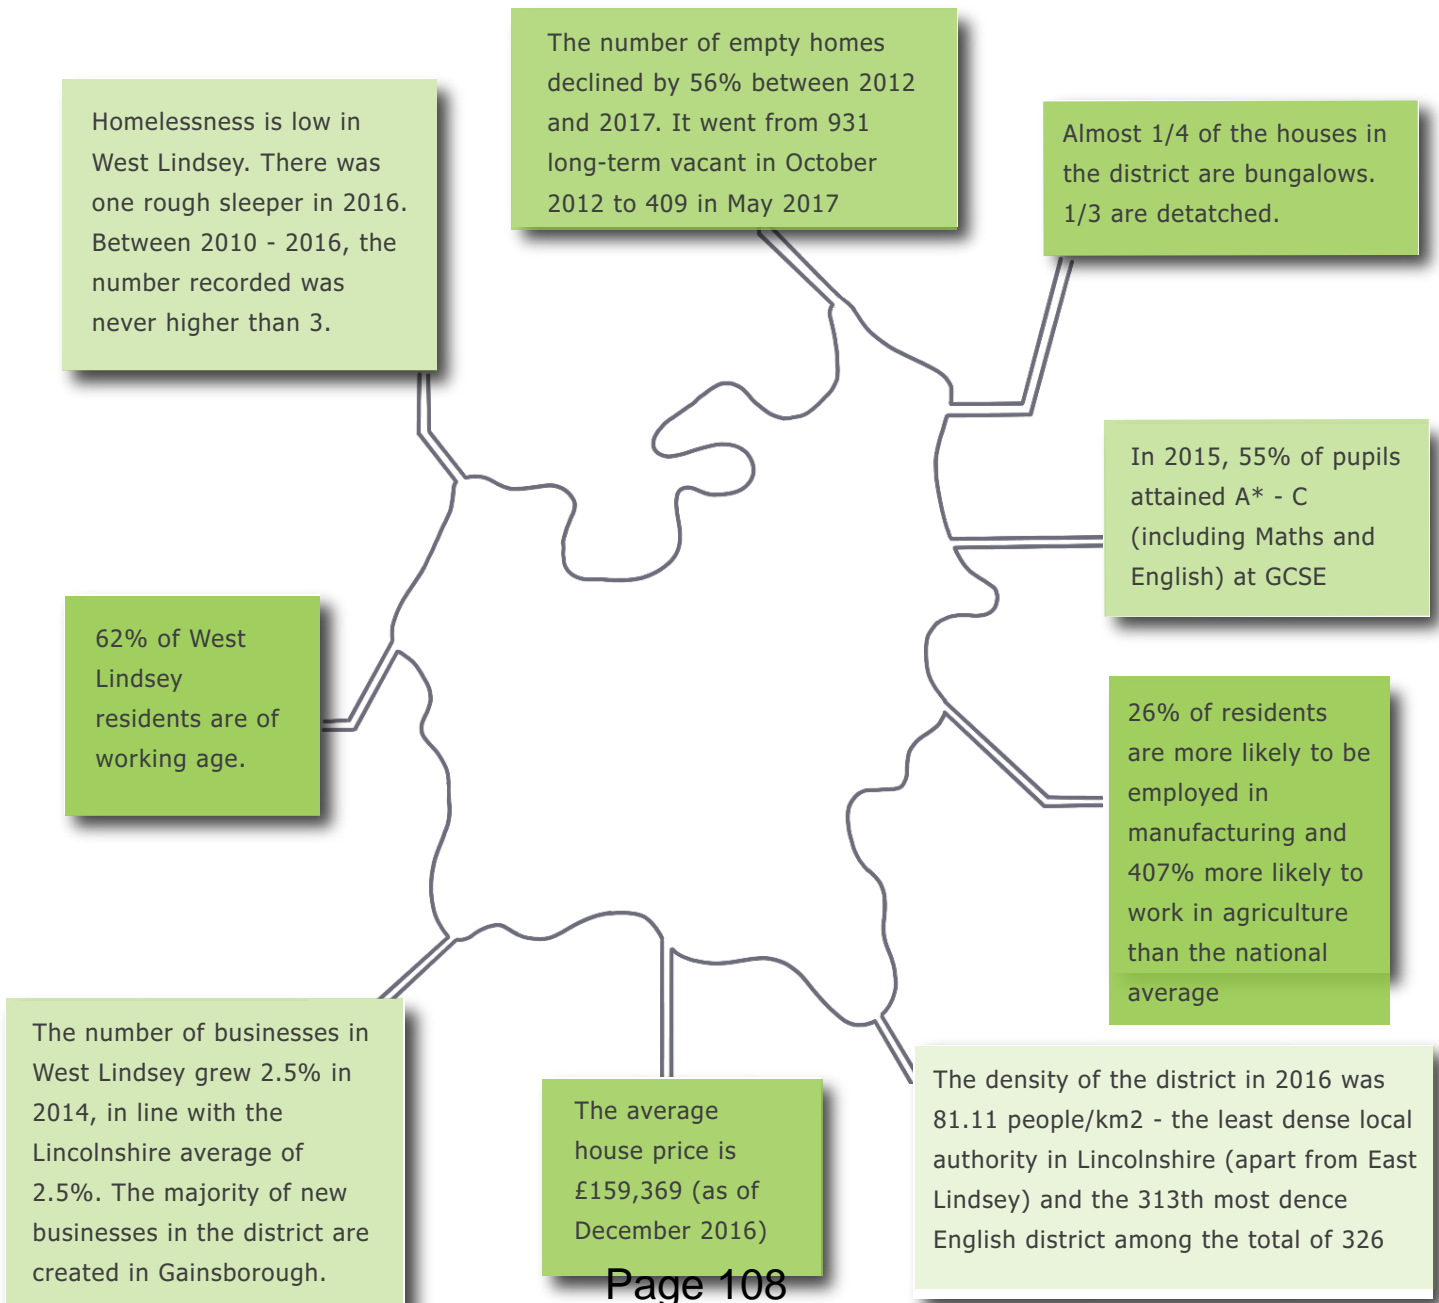 The number of empty homes
declined by 56% between 2012
and 2017. It went from 931
long-term vacant in October
2012 to 409 in May 2017
Homelessness is low in
West Lindsey. There was
one rough sleeper in 2016.
Between 2010 - 2016, the
number recorded was
never higher than 3.
Almost 1/4 of the houses in
the district are bungalows.
1/3 are detatched.
In 2015, 55% of pupils
attained A* - C
(including Maths and
English) at GCSE
62% of West
Lindsey
residents are of
working age.
26% of residents
are more likely to be
employed in
manufacturing and
407% more likely to
work in agriculture
than the national
average
The number of businesses in
West Lindsey grew 2.5% in
2014, in line with the
Lincolnshire average of
2.5%. The majority of new
businesses in the district are
created in Gainsborough.
The average
house price is
£159,369 (as of
December 2016)
The density of the district in 2016 was
81.11 people/km2 - the least dense local
authority in Lincolnshire (apart from East
Lindsey) and the 313th most dence
English district among the total of 326
Page 108